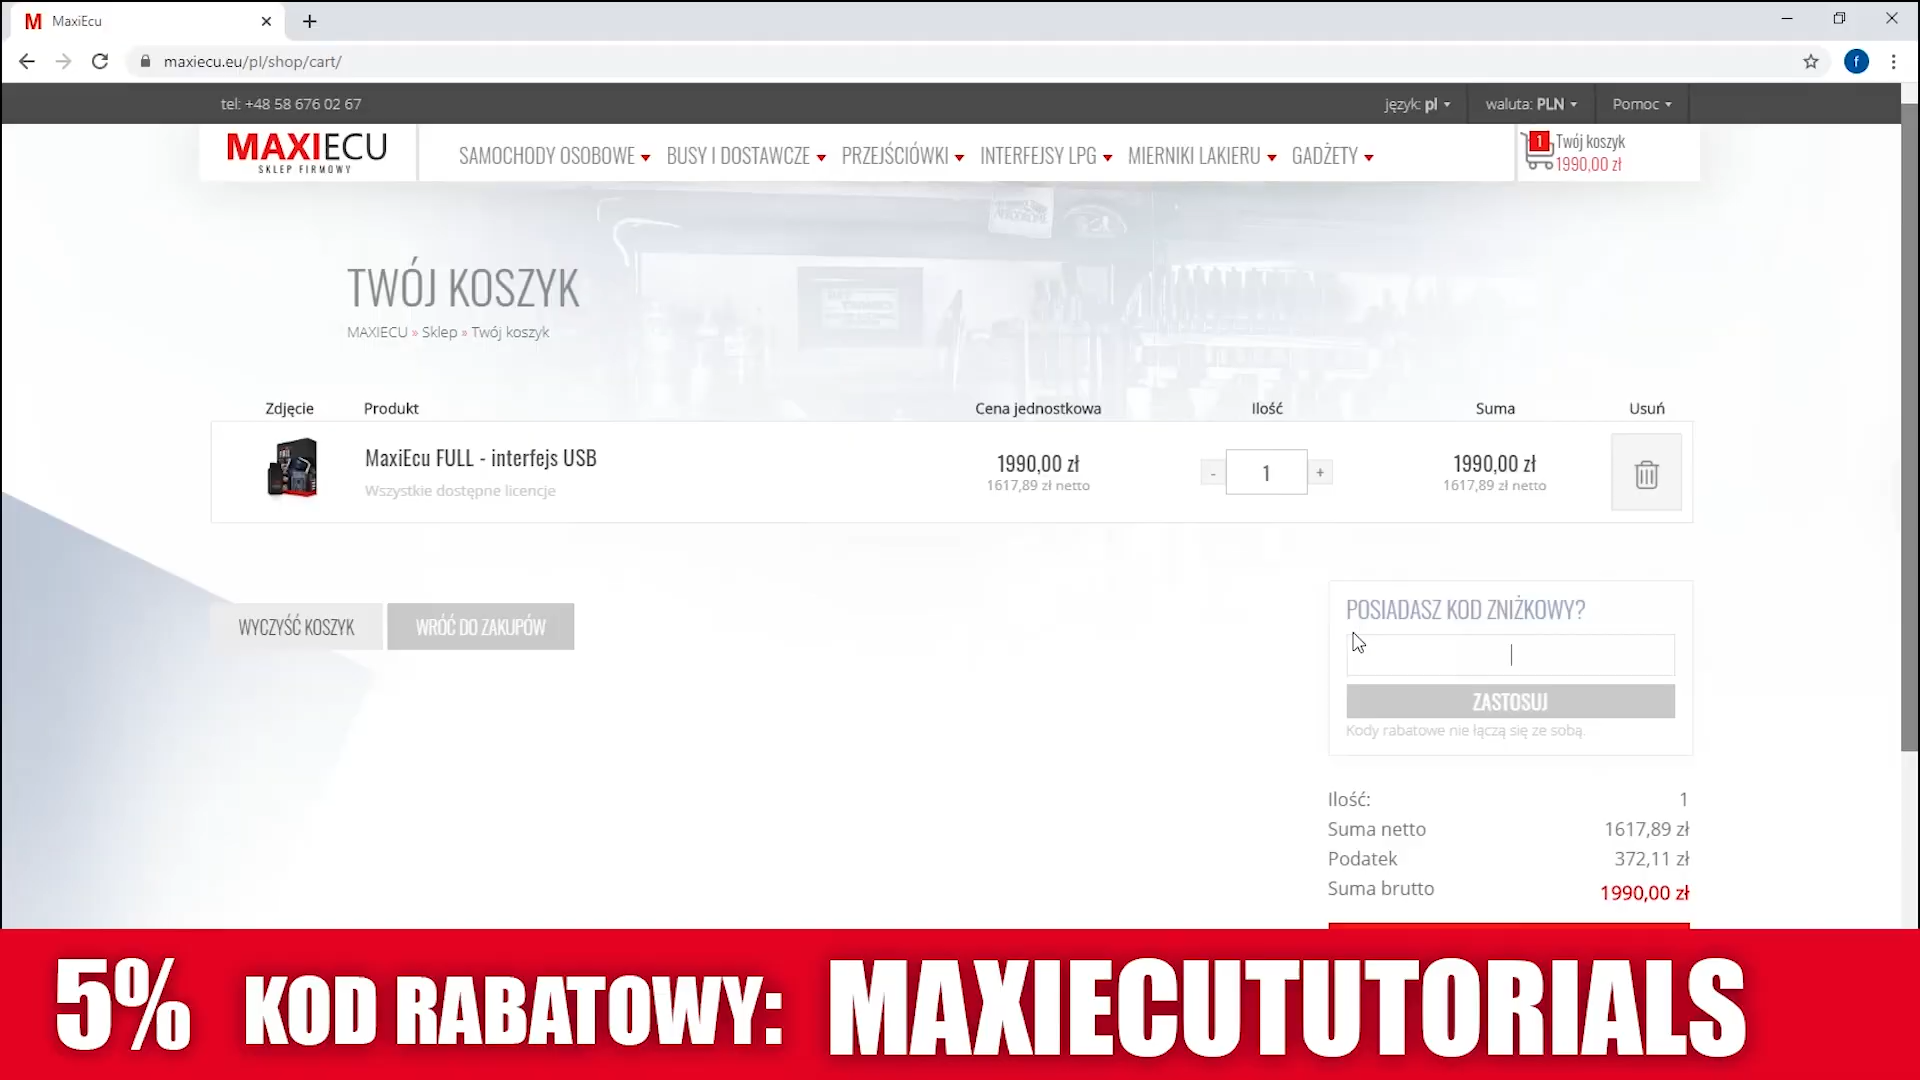 MaxiEcu
maxiecu.eu/pl/shop/cart/
f
tel: +48 58 676 02 67
język: pl
waluta: PLN
Pomoc
MAXIECU
SKLEP FIRMOWY
SAMOCHODY OSOBOWE
BUSY I DOSTAWCZE
PRZEJŚCIÓWKI
INTERFEJSY LPG
MIERNIKI LAKIERU
GADŻETY
1
Twój koszyk
1990,00 zł
TWÓJ KOSZYK
MAXIECU » Sklep » Twój koszyk
Zdjęcie Produkt Cena jednostkowa Ilość Suma Usuń
MaxiEcu FULL - interfejs USB
Wszystkie dostępne licencje
1990,00 zł
1617,89 zł netto
- 1 +
1990,00 zł
1617,89 zł netto
WYCZYŚĆ KOSZYK
WRÓĆ DO ZAKUPÓW
POSIADASZ KOD ZNIŻKOWY?
ZASTOSUJ
Kody rabatowe nie łączą się ze sobą.
Ilość: 1
Suma netto 1617,89 zł
Podatek 372,11 zł
Suma brutto 1990,00 zł
5% KOD RABATOWY: MAXIECUTUTORIALS